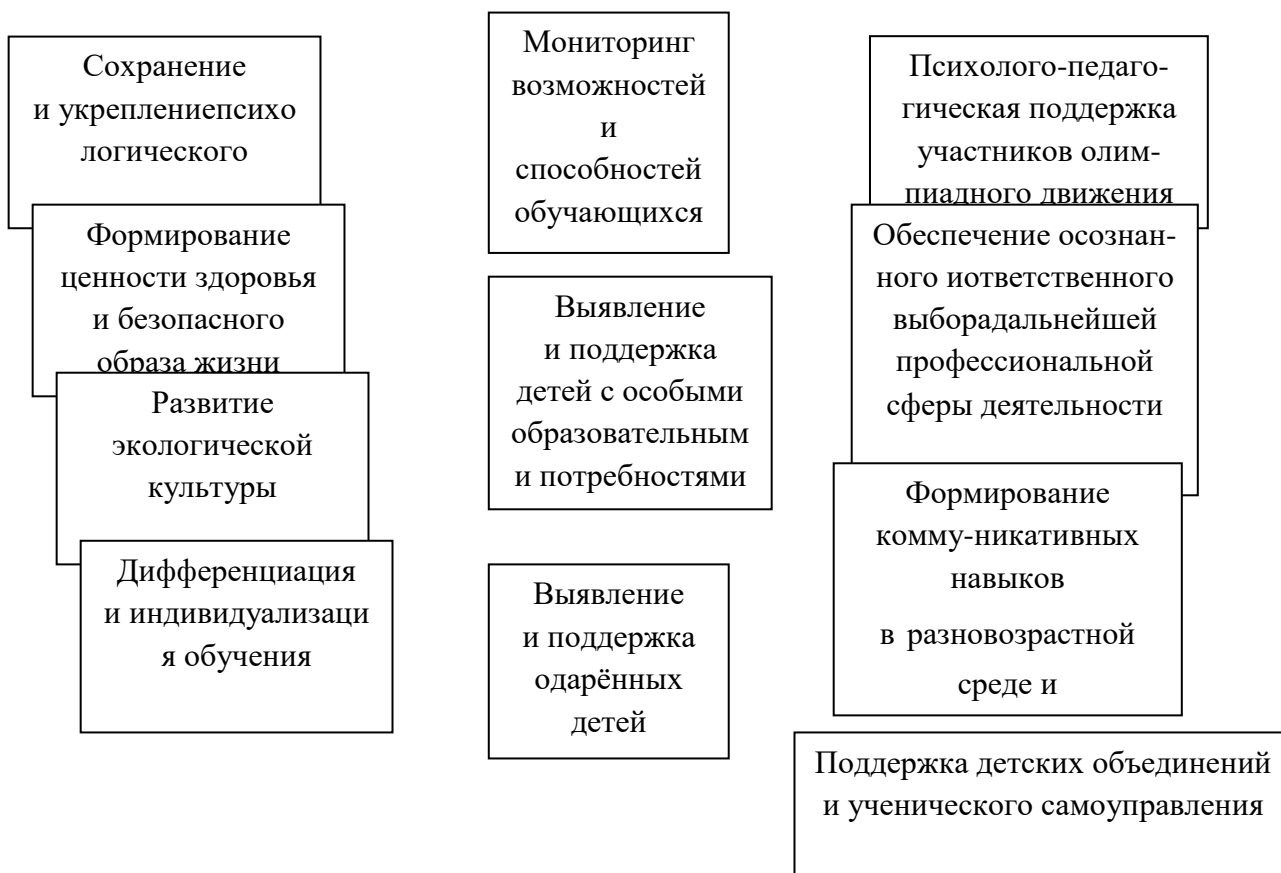 Сохранение
и укреплениепсихо
логического
Формирование
ценности здоровья
и безопасного
образа жизни
Развитие
экологической
культуры
Дифференциация
и индивидуализаци
я обучения
Мониторинг
возможностей
и
способностей
обучающихся
Выявление
и поддержка
детей с особыми
образовательным
и потребностями
Выявление
и поддержка
одарённых
детей
Психолого-педаго-
гическая поддержка
участников олим-
пиадного движения
Обеспечение осознан-
ного иответственного
выборадальнейшей
профессиональной
сферы деятельности
Формирование
комму-никативных
навыков
в разновозрастной
среде и
Поддержка детских объединений
и ученического самоуправления